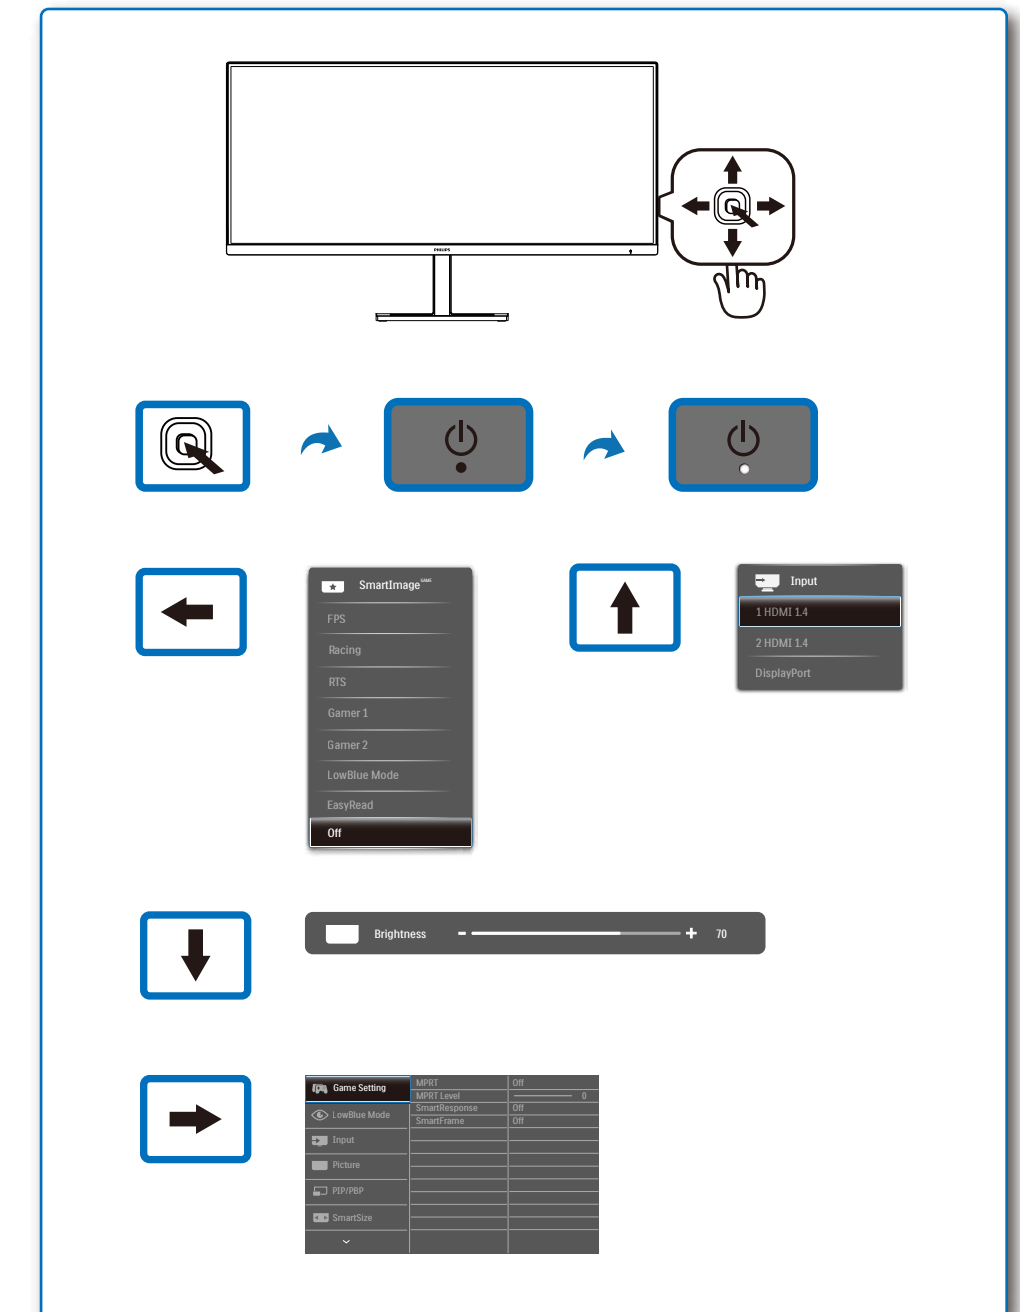 PHILIPS
SmartImage GAME
FPS
Racing
RTS
Gamer 1
Gamer 2
LowBlue Mode
EasyRead
Off
Input
1 HDMI 1.4
2 HDMI 1.4
DisplayPort
Brightness - + 70
Game Setting
LowBlue Mode
Input
Picture
PIP/PBP
SmartSize
MPRT Off
MPRT Level 0
SmartResponse Off
SmartFrame Off